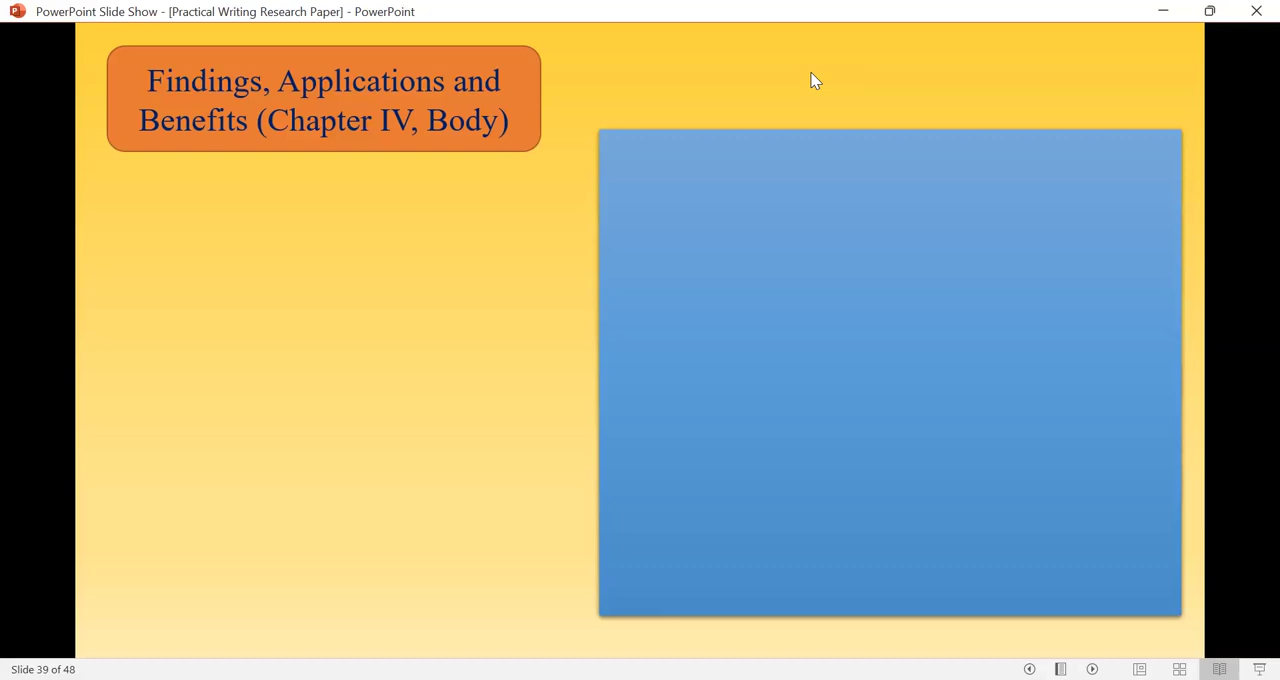 PowerPoint Slide Show - [Practical Writing Research Paper] - PowerPoint
Findings, Applications and
Benefits (Chapter IV, Body)
Slide 39 of 48